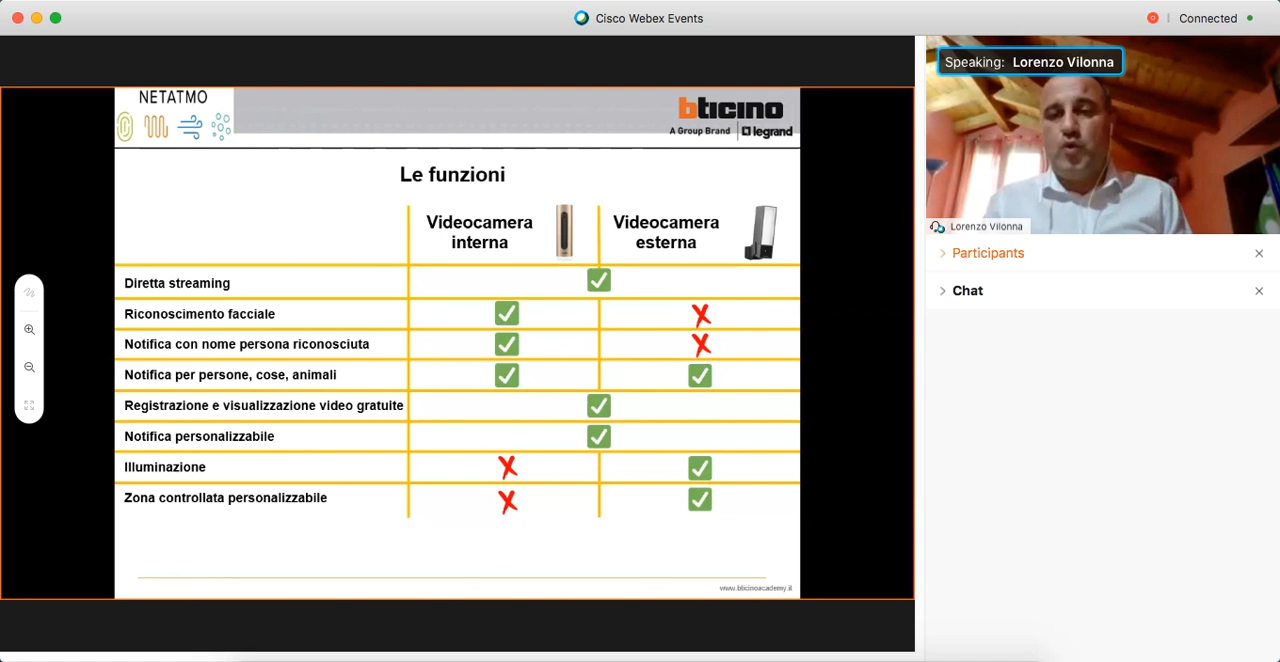 Cisco Webex Events
Connected
Speaking: Lorenzo Vilonna
Lorenzo Vilonna
Participants
Chat
NETATMO
bticino
A Group Brand legrand
Le funzioni
Videocamera
interna
Videocamera
esterna
Diretta streaming
Riconoscimento facciale
Notifica con nome persona riconosciuta
Notifica per persone, cose, animali
Registrazione e visualizzazione video gratuite
Notifica personalizzabile
Illuminazione
Zona controllata personalizzabile
www.bticinoacademy.it